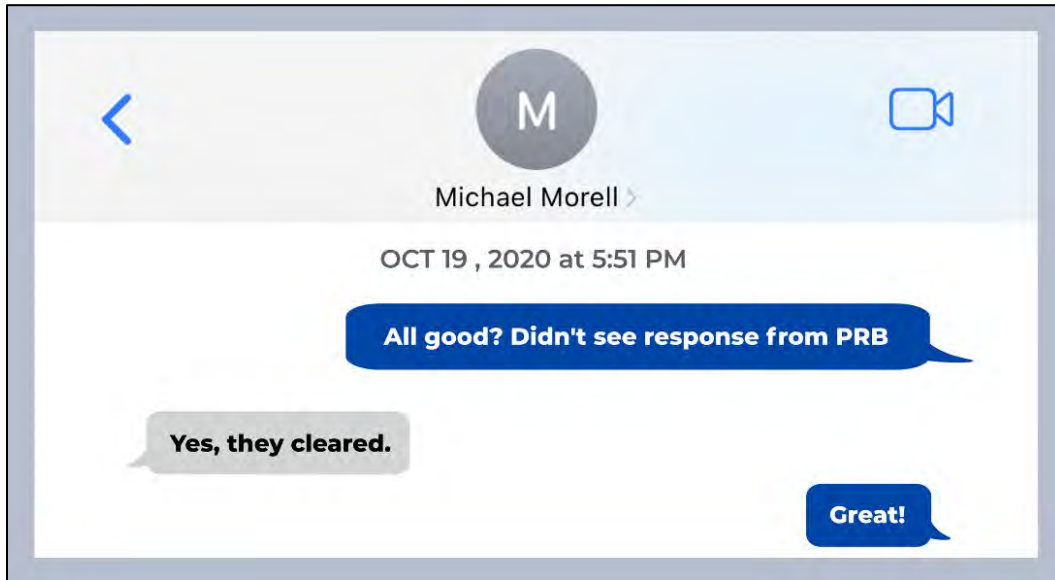 M
Michael Morell >
OCT 19 , 2020 at 5:51 PM
All good? Didn't see response from PRB
Yes, they cleared.
Great!